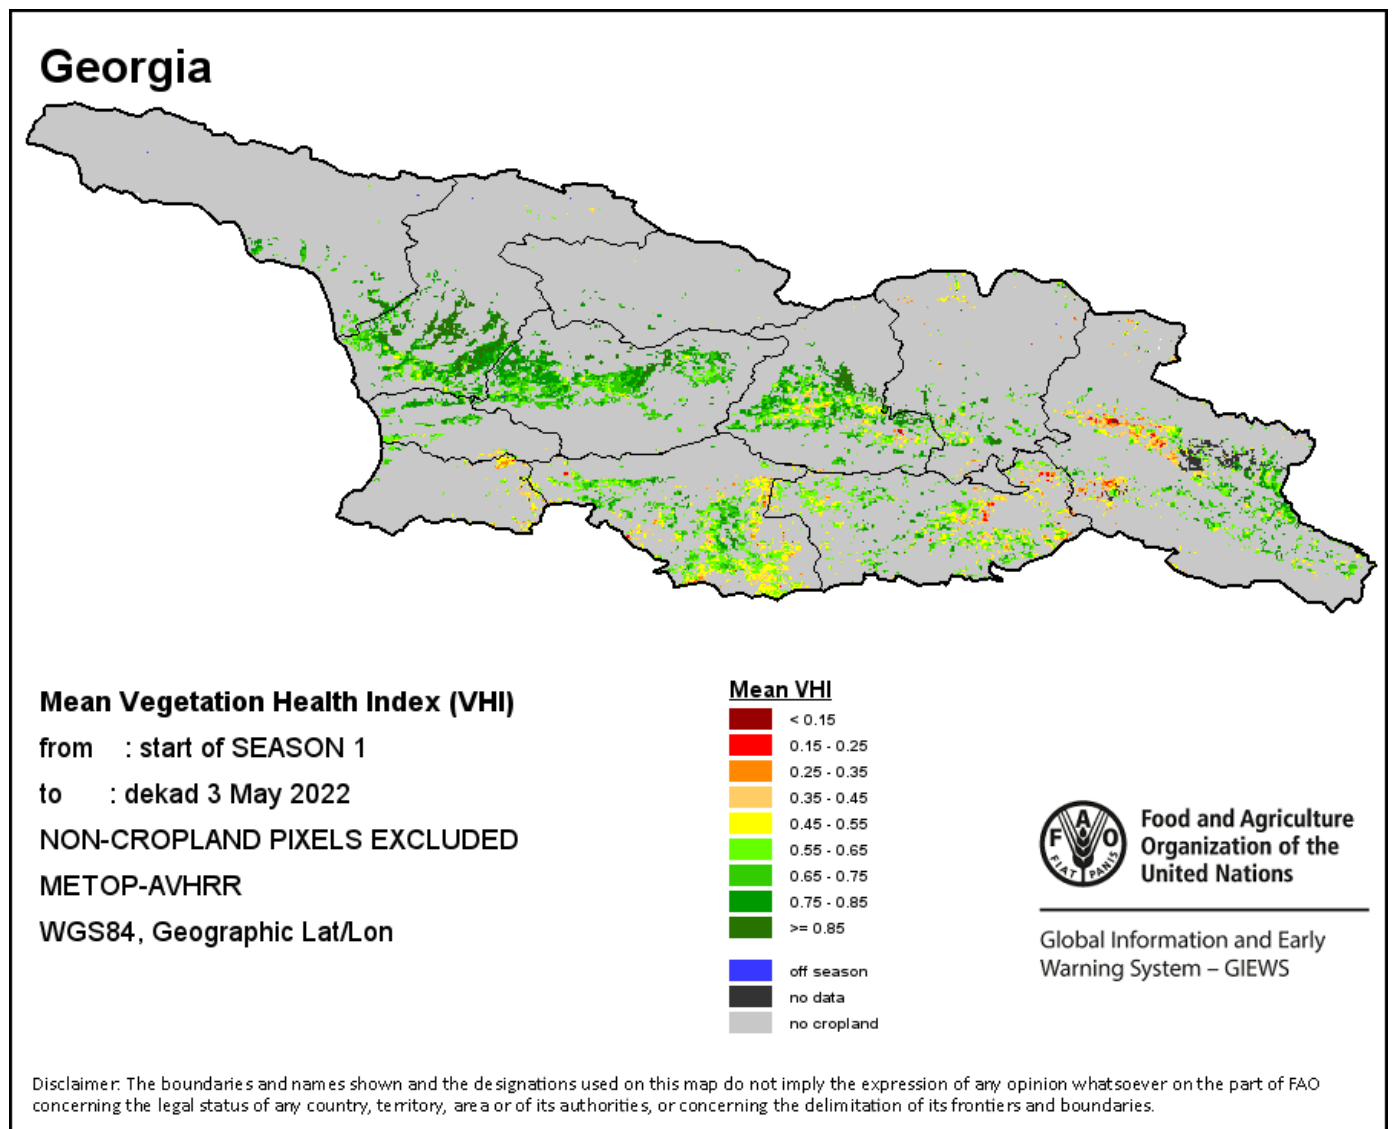 Georgia
Mean Vegetation Health Index (VHI)
from : start of SEASON 1
to : dekad 3 May 2022
NON-CROPLAND PIXELS EXCLUDED
METOP-AVHRR
WGS84, Geographic Lat/Lon
Mean VHI
< 0.15
0.15 - 0.25
0.25 - 0.35
0.35 - 0.45
0.45 - 0.55
0.55 - 0.65
0.65 - 0.75
0.75 - 0.85
>= 0.85
off season
no data
no cropland
F A O
FIAT PANIS
Food and Agriculture
Organization of the
United Nations
Global Information and Early
Warning System – GIEWS
Disclaimer: The boundaries and names shown and the designations used on this map do not imply the expression of any opinion whatsoever on the part of FAO
concerning the legal status of any country, territory, area or of its authorities, or concerning the delimitation of its frontiers and boundaries.